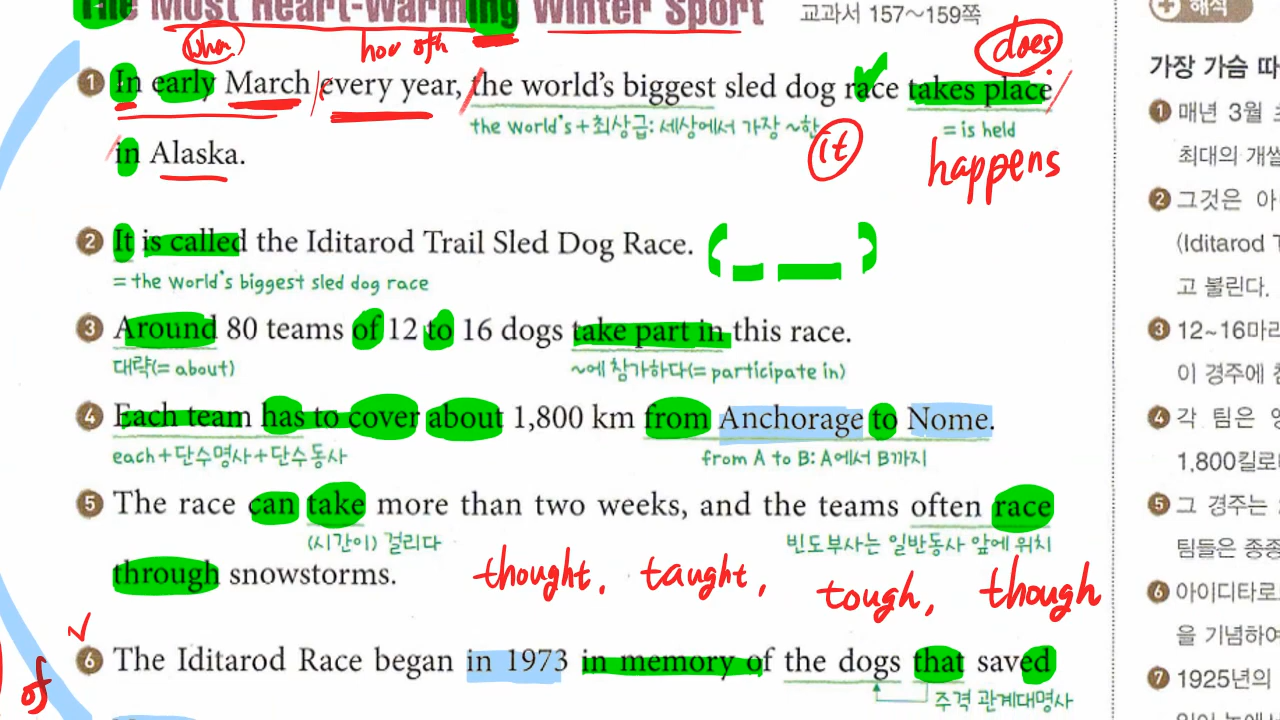 The Most Heart-Warming Winter Sport 교과서 157~159쪽
+ 해석
when how oft does
가장 가슴 따
1 In early March every year, the world's biggest sled dog race takes place
the world's+최상급: 세상에서 가장 ~한 = is held
it happens
in Alaska.
1 매년 3월
최대의 개썰
2 It is called the Iditarod Trail Sled Dog Race.
= the world's biggest sled dog race
2 그것은 아
(Iditarod T
고 불린다.
3 Around 80 teams of 12 to 16 dogs take part in this race.
대략(= about) ~에 참가하다(= participate in)
3 12~16마리
이 경주에
4 Each team has to cover about 1,800 km from Anchorage to Nome.
each+단수명사+단수동사 from A to B: A에서 B까지
4 각 팀은
1,800킬로
5 The race can take more than two weeks, and the teams often race
(시간이) 걸리다 빈도부사는 일반동사 앞에 위치
through snowstorms.
thought, taught, tough, though
5 그 경주는
팀들은 종종
6 The Iditarod Race began in 1973 in memory of the dogs that saved
주격 관계대명사
of
6 아이디타로
을 기념하여
7 1925년의